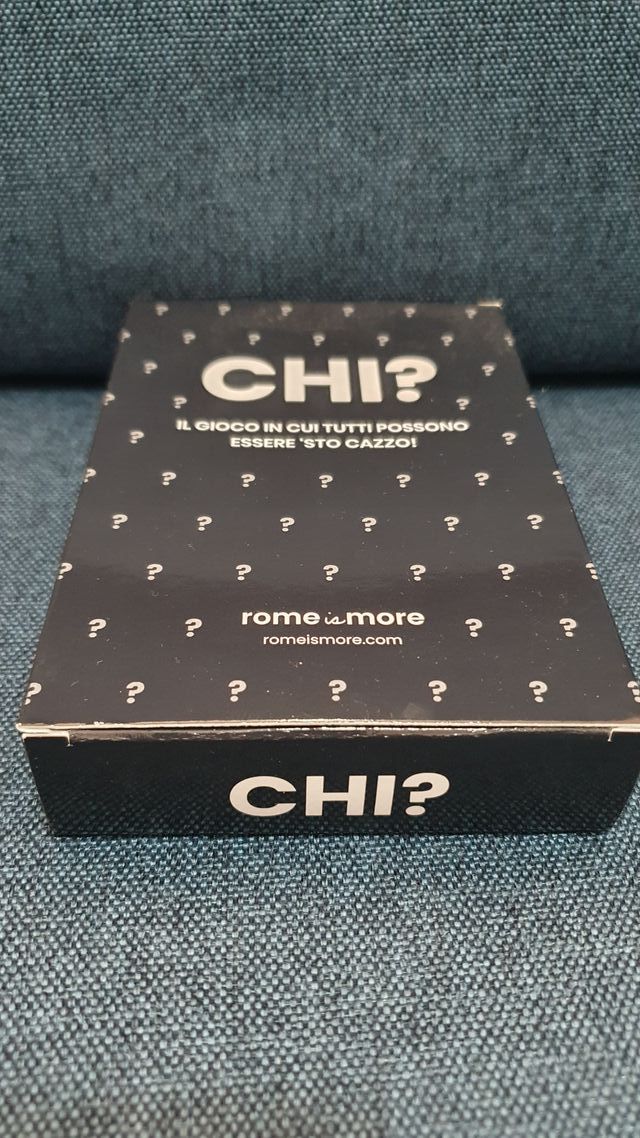 CHI?
IL GIOCO IN CUI TUTTI POSSONO
ESSERE 'STO CAZZO!
rome is more
romeismore.com
CHI?